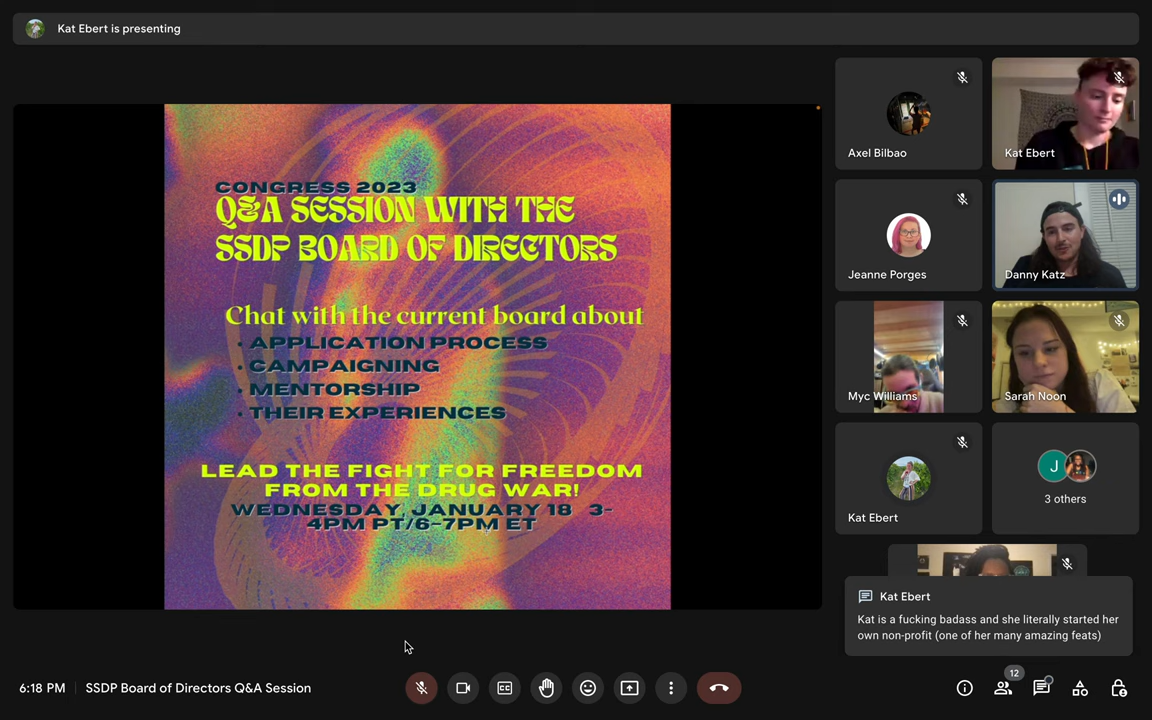 Kat Ebert is presenting
CONGRESS 2023
Q&A SESSION WITH THE
SSDP BOARD OF DIRECTORS
Chat with the current board about
· APPLICATION PROCESS
· CAMPAIGNING
· MENTORSHIP
· THEIR EXPERIENCES
LEAD THE FIGHT FOR FREEDOM
FROM THE DRUG WAR!
WEDNESDAY, JANUARY 18 3-
4PM PT/6-7PM ET
Axel Bilbao
Kat Ebert
Jeanne Porges
Danny Katz
Myc Williams
Sarah Noon
Kat Ebert
J
3 others
Kat Ebert
Kat is a fucking badass and she literally started her
own non-profit (one of her many amazing feats)
6:18 PM
SSDP Board of Directors Q&A Session
CC
12